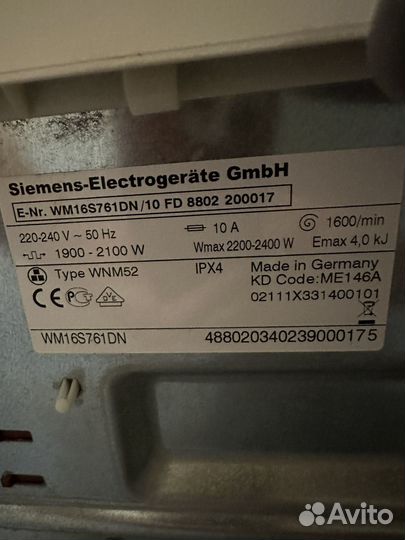 Siemens-Electrogeräte GmbH
E-Nr. WM16S761DN /10 FD 8802 200017
220-240 V ~ 50 Hz 10 A 1600/min
1900 - 2100 W Wmax 2200-2400 W Emax 4,0 kJ
Type WNM52 IPX4 Made in Germany
KD Code:ME146A
02111X331400101
WM16S761DN 488020340239000175
Avito